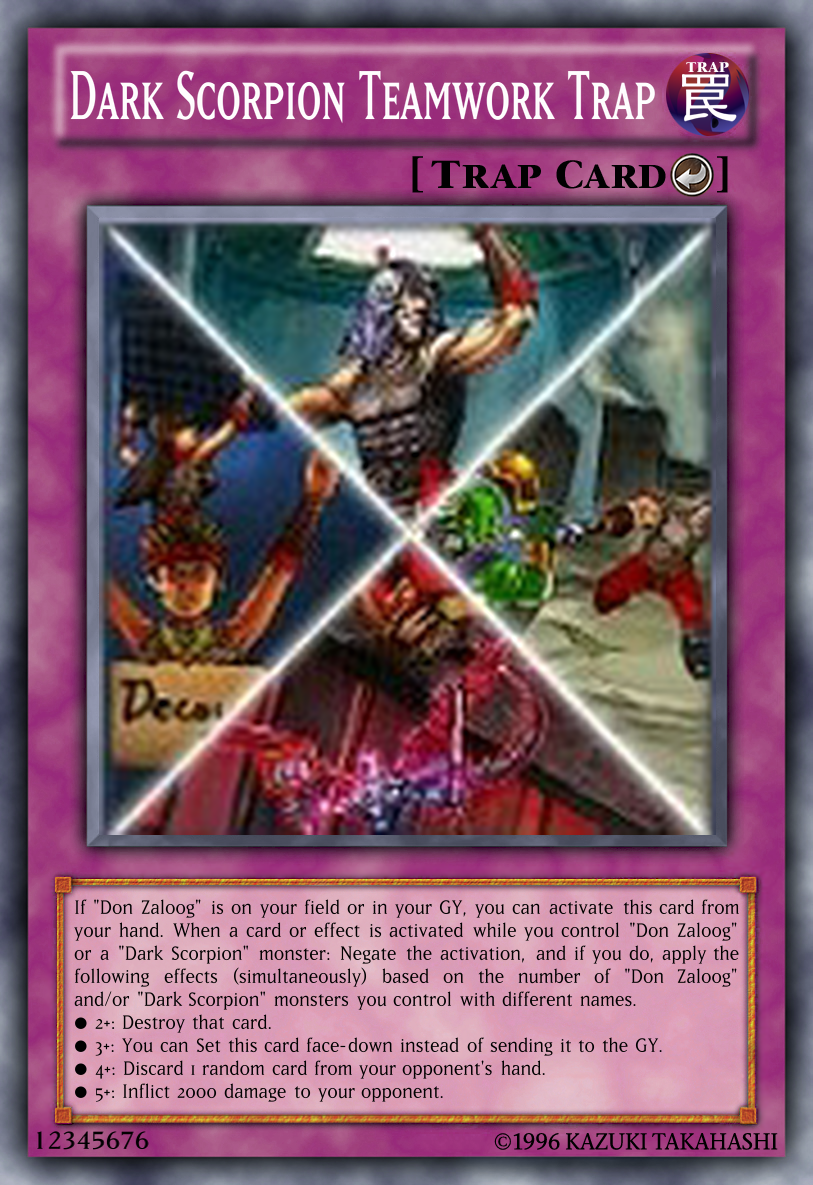 DARK SCORPION TEAMWORK TRAP
TRAP
罠
[ TRAP CARD ]
If "Don Zaloog" is on your field or in your GY, you can activate this card from
your hand. When a card or effect is activated while you control "Don Zaloog"
or a "Dark Scorpion" monster: Negate the activation, and if you do, apply the
following effects (simultaneously) based on the number of "Don Zaloog"
and/or "Dark Scorpion" monsters you control with different names.
● 2+: Destroy that card.
● 3+: You can Set this card face-down instead of sending it to the GY.
● 4+: Discard 1 random card from your opponent's hand.
● 5+: Inflict 2000 damage to your opponent.
12345676
©1996 KAZUKI TAKAHASHI